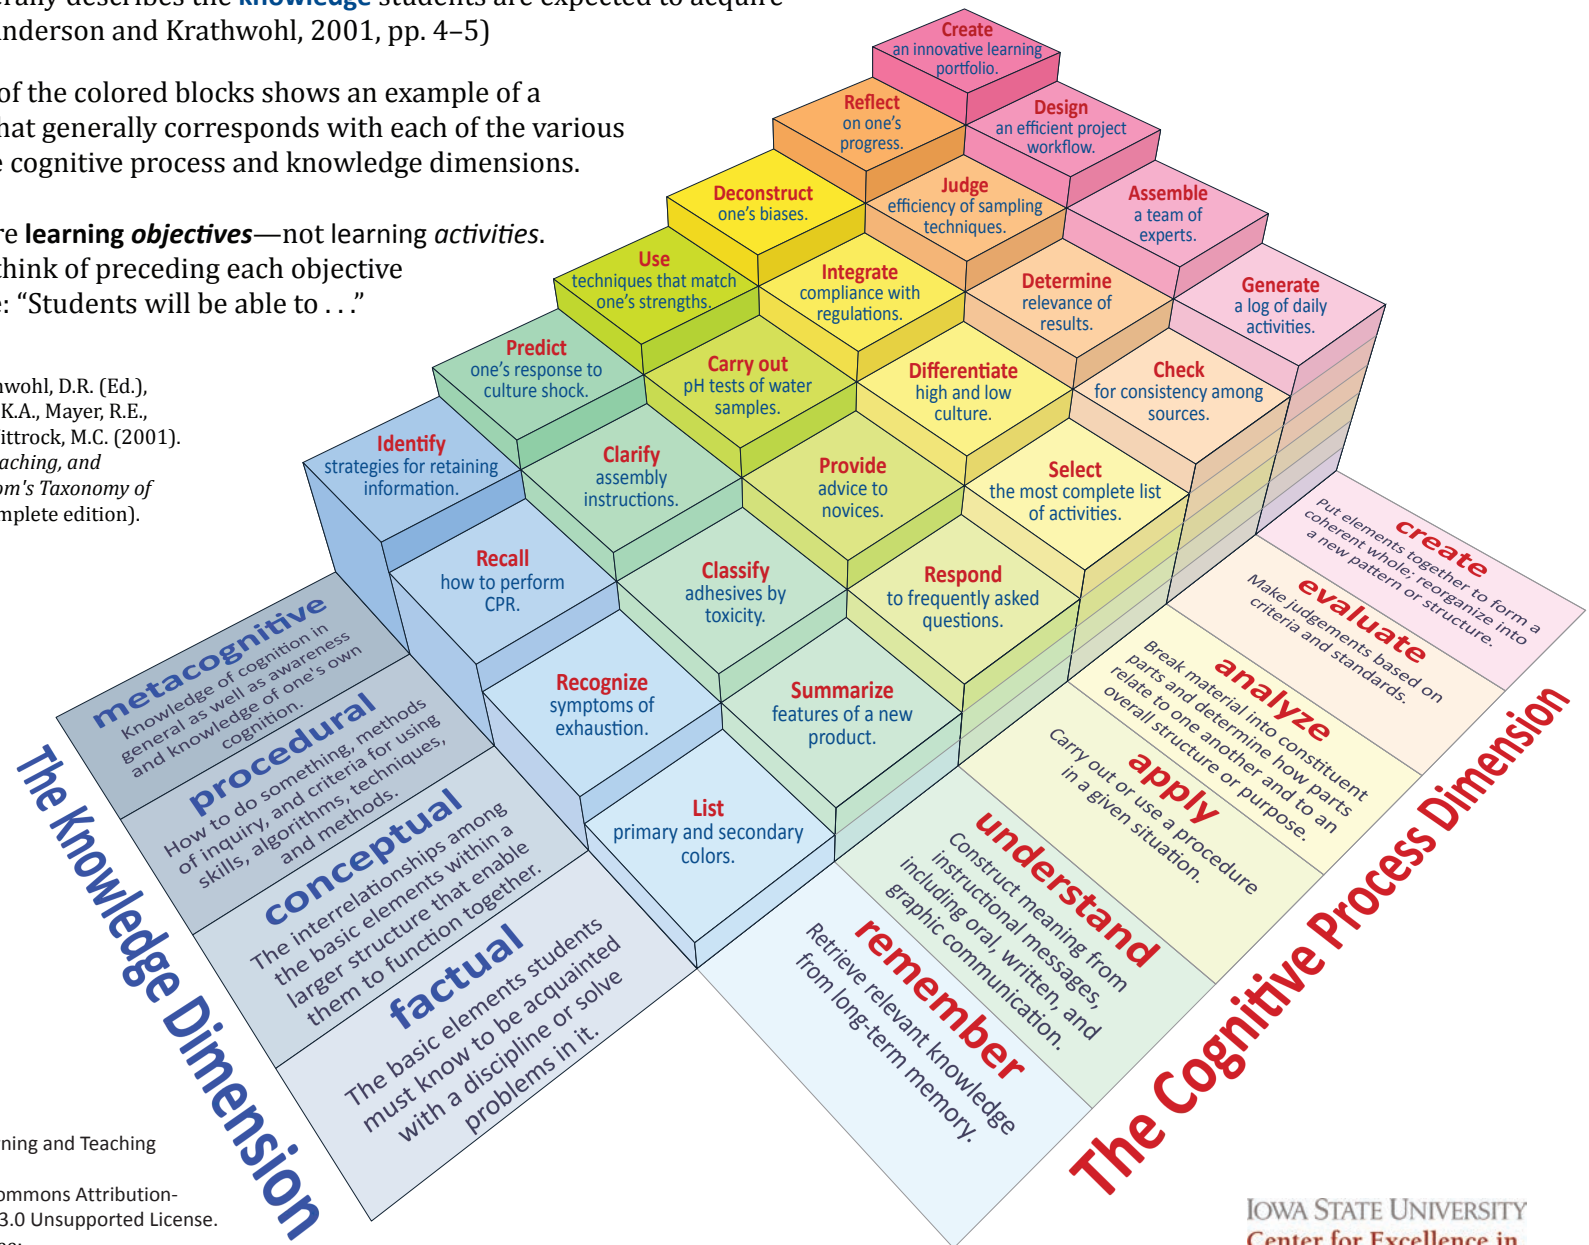 erally describes the knowledge students are expected to acquire
nderson and Krathwohl, 2001, pp. 4–5)
of the colored blocks shows an example of a
hat generally corresponds with each of the various
e cognitive process and knowledge dimensions.
re learning objectives—not learning activities.
think of preceding each objective
e: “Students will be able to . . .”
nwohl, D.R. (Ed.),
K.A., Mayer, R.E.,
ittrock, M.C. (2001).
aching, and
om's Taxonomy of
mplete edition).
Create
an innovative learning
portfolio.
Reflect
on one's
progress.
Design
an efficient project
workflow.
Deconstruct
one's biases.
Judge
efficiency of sampling
techniques.
Assemble
a team of
experts.
Use
techniques that match
one's strengths.
Integrate
compliance with
regulations.
Determine
relevance of
results.
Generate
a log of daily
activities.
Predict
one's response to
culture shock.
Carry out
pH tests of water
samples.
Differentiate
high and low
culture.
Check
for consistency among
sources.
Identify
strategies for retaining
information.
Clarify
assembly
instructions.
Provide
advice to
novices.
Select
the most complete list
of activities.
Recall
how to perform
CPR.
Classify
adhesives by
toxicity.
Respond
to frequently asked
questions.
Recognize
symptoms of
exhaustion.
Summarize
features of a new
product.
List
primary and secondary
colors.
The Knowledge Dimension
metacognitive
Knowledge of cognition in
general as well as awareness
and knowledge of one's own
cognition.
procedural
How to do something, methods
of inquiry, and criteria for using
skills, algorithms, techniques,
and methods.
conceptual
The interrelationships among
the basic elements within a
larger structure that enable
them to function together.
factual
The basic elements students
must know to be acquainted
with a discipline or solve
problems in it.
The Cognitive Process Dimension
create
Put elements together to form a
coherent whole; reorganize into
a new pattern or structure.
evaluate
Make judgements based on
criteria and standards.
analyze
Break material into constituent
parts and determine how parts
relate to one another and to an
overall structure or purpose.
apply
Carry out or use a procedure
in a given situation.
understand
Construct meaning from
instructional messages,
including oral, written, and
graphic communication.
remember
Retrieve relevant knowledge
from long-term memory.
ning and Teaching
ommons Attribution-
3.0 Unsupported License.
IOWA STATE UNIVERSITY
Center for Excellence in